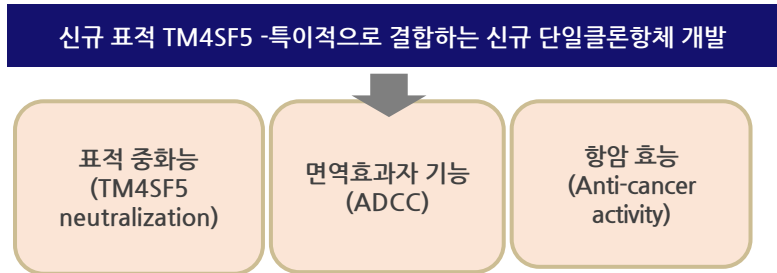 신규 표적 TM4SF5 -특이적으로 결합하는 신규 단일클론항체 개발
표적 중화능
(TM4SF5
neutralization)
면역효과자 기능
(ADCC)
항암 효능
(Anti-cancer
activity)